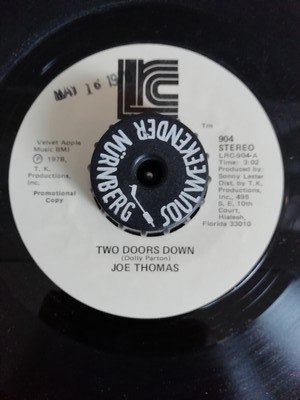 MAY 16 19
lrc
Tm
Velvet Apple
Music BMI
Ⓟ 1978,
T. K.
Productions,
Inc.
Promotional
Copy
904
STEREO
LRC-904-A
Time: 3:02
Produced by
Sonny Lester
Dist. by T.K.
Productions,
Inc., 495
S. E. 10th
Court,
Hialeah,
Florida 33010
SOULWEEKENDER NÜRNBERG
TWO DOORS DOWN
(Dolly Parton)
JOE THOMAS